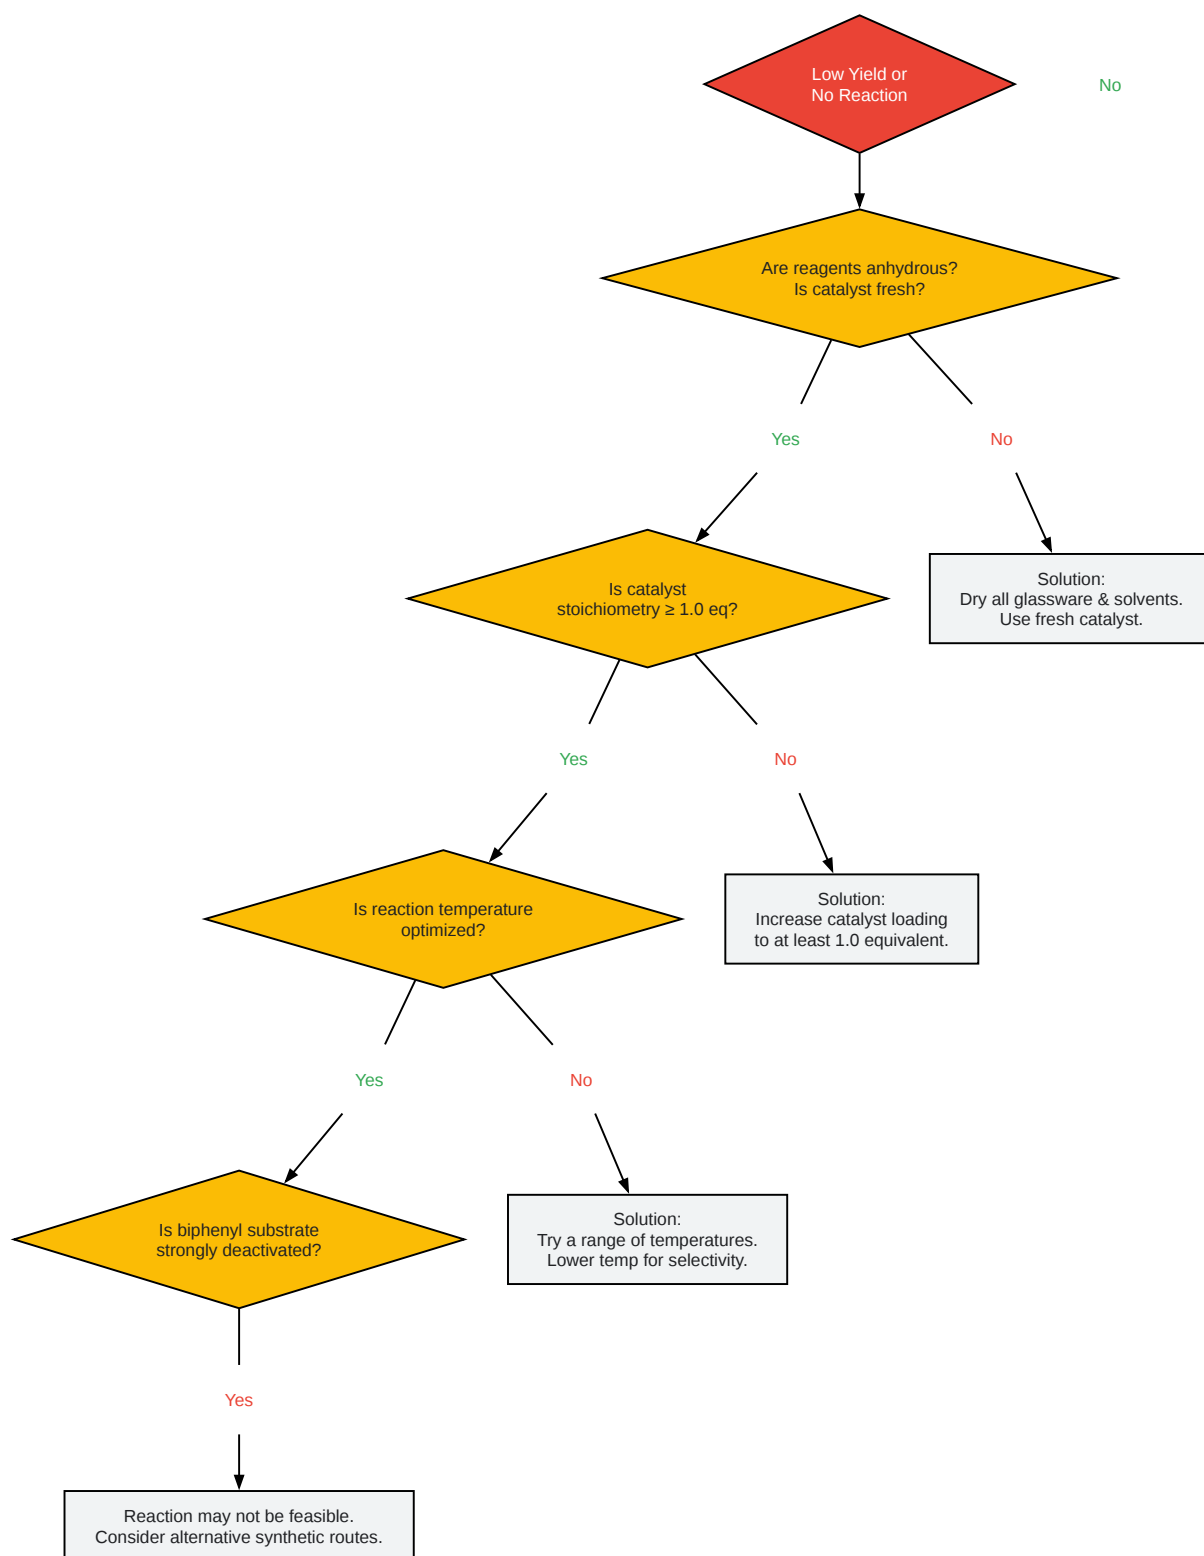 Low Yield or
No Reaction
No
Are reagents anhydrous?
Is catalyst fresh?
Yes
No
Is catalyst
stoichiometry ≥ 1.0 eq?
Solution:
Dry all glassware & solvents.
Use fresh catalyst.
Yes
No
Is reaction temperature
optimized?
Solution:
Increase catalyst loading
to at least 1.0 equivalent.
Yes
No
Is biphenyl substrate
strongly deactivated?
Solution:
Try a range of temperatures.
Lower temp for selectivity.
Yes
Reaction may not be feasible.
Consider alternative synthetic routes.